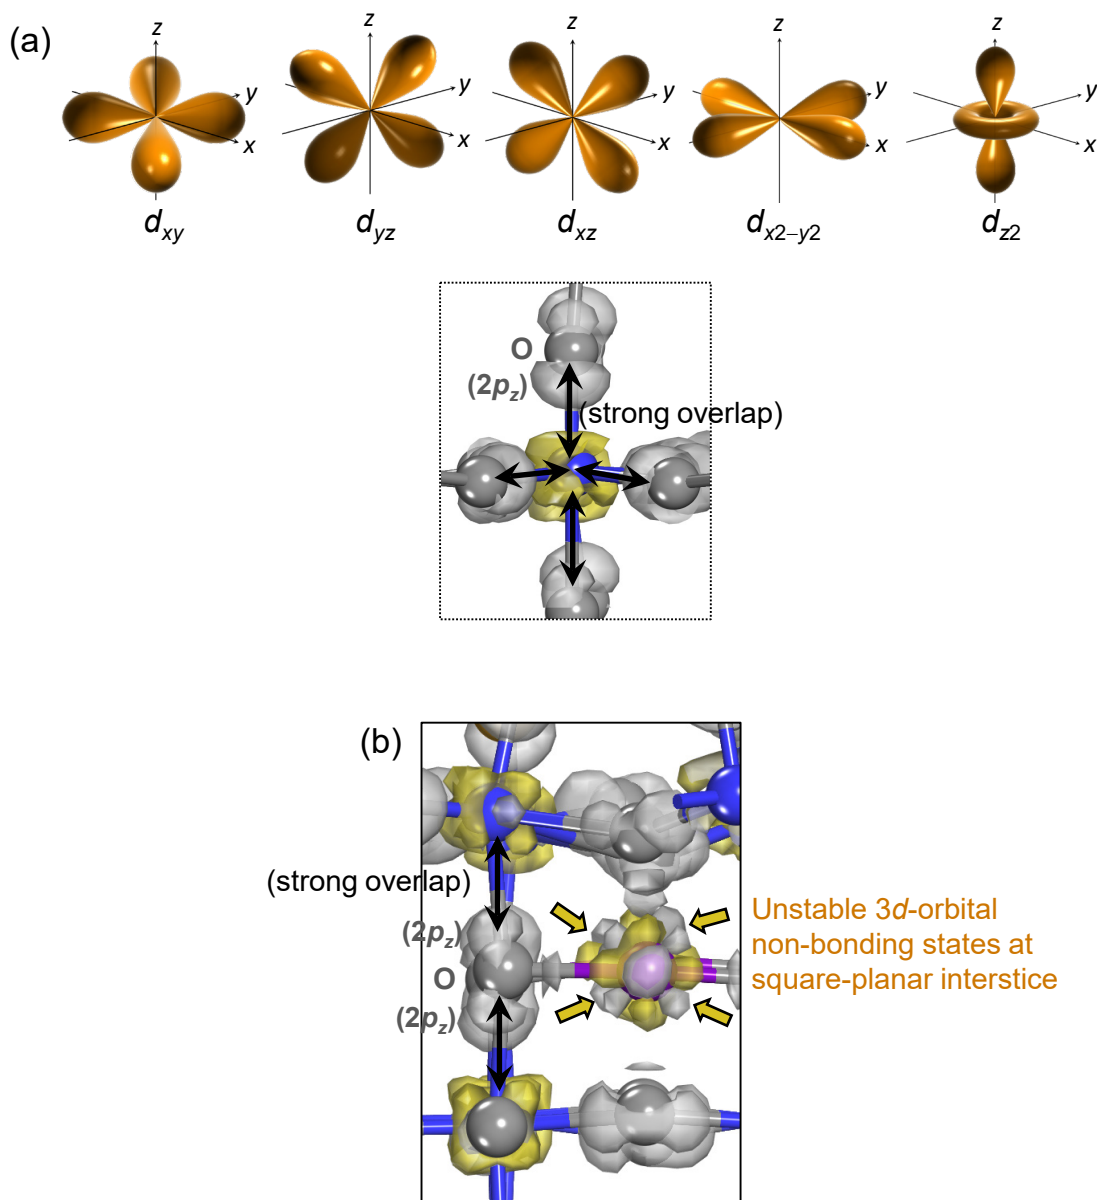 (a)
z
y
x
z
y
x
z
y
x
z
y
x
z
y
x
dxy
dyz
dxz
dx2−y2
dz2
O
(2pz)
(strong overlap)
(b)
(strong overlap)
(2pz)
O
(2pz)
Unstable 3d-orbital
non-bonding states at
square-planar interstice